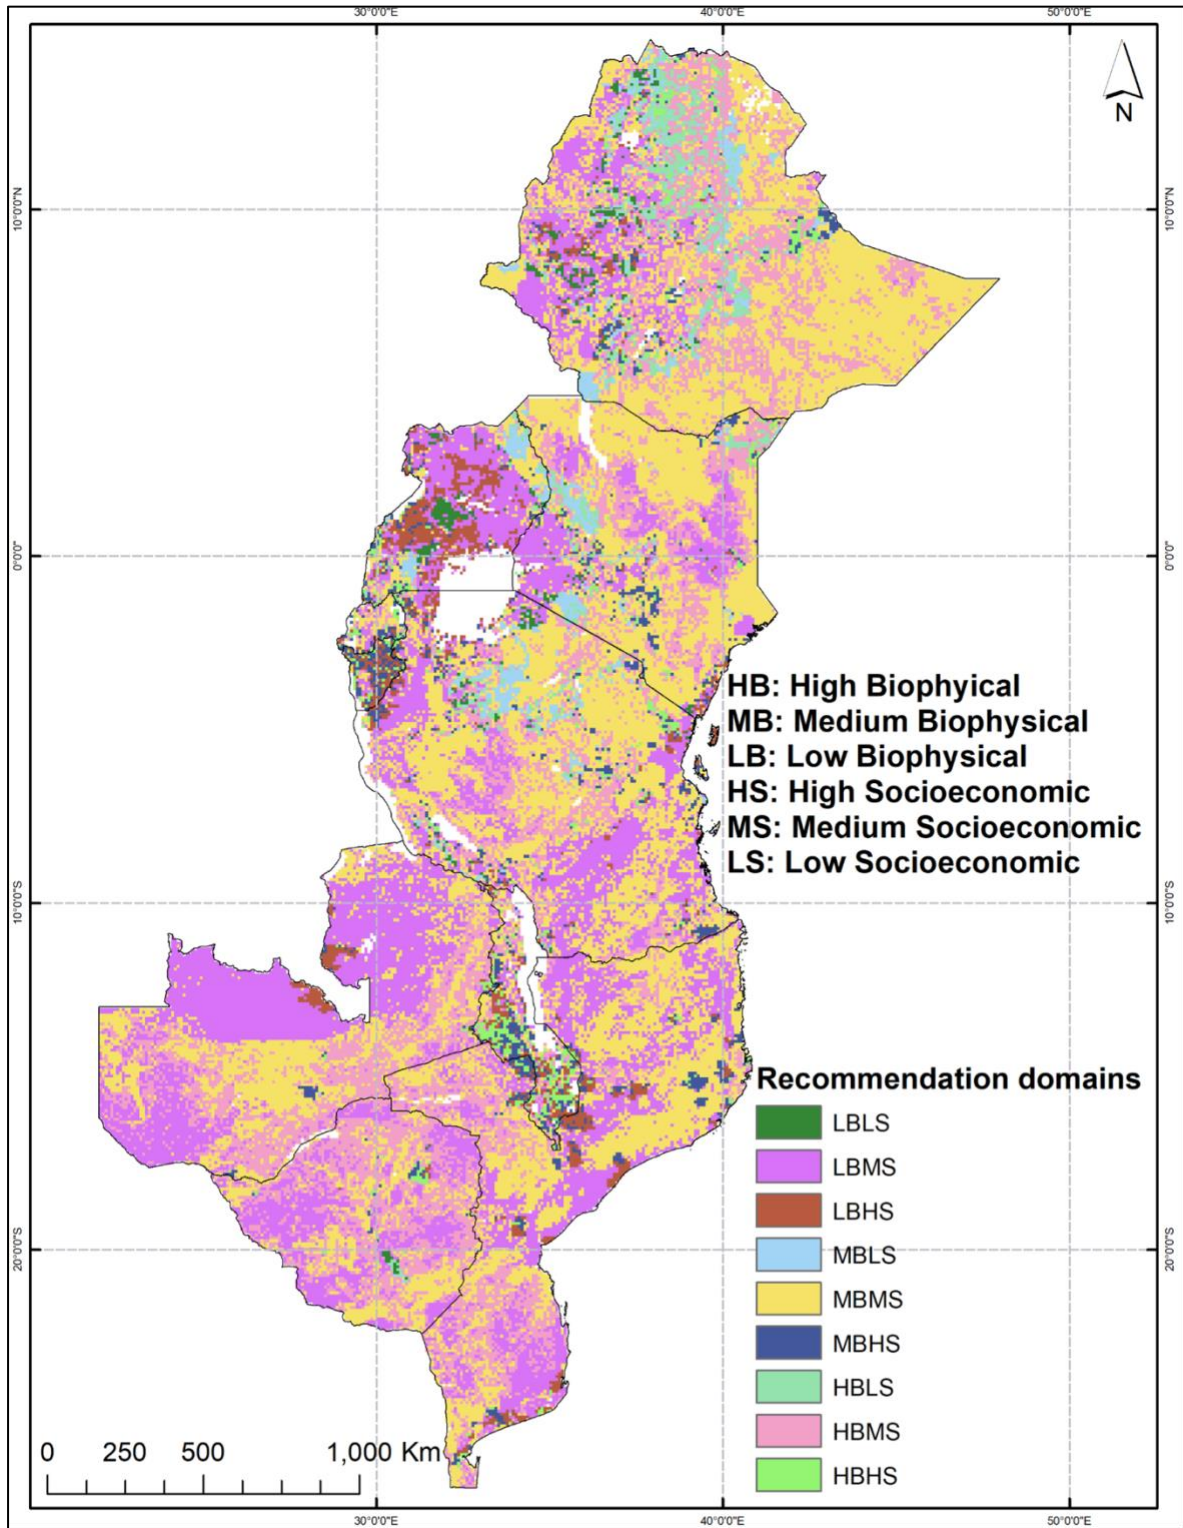 30°0'0"E 40°0'0"E 50°0'0"E
N
10°0'0"N 10°0'0"N
0°0'0" 0°0'0"
HB: High Biophyical
MB: Medium Biophysical
LB: Low Biophysical
HS: High Socioeconomic
MS: Medium Socioeconomic
LS: Low Socioeconomic
10°0'0"S 10°0'0"S
Recommendation domains
LBLS
LBMS
LBHS
20°0'0"S 20°0'0"S
MBLS
MBMS
MBHS
HBLS
HBMS
HBHS
0 250 500 1,000 Km
30°0'0"E 40°0'0"E 50°0'0"E